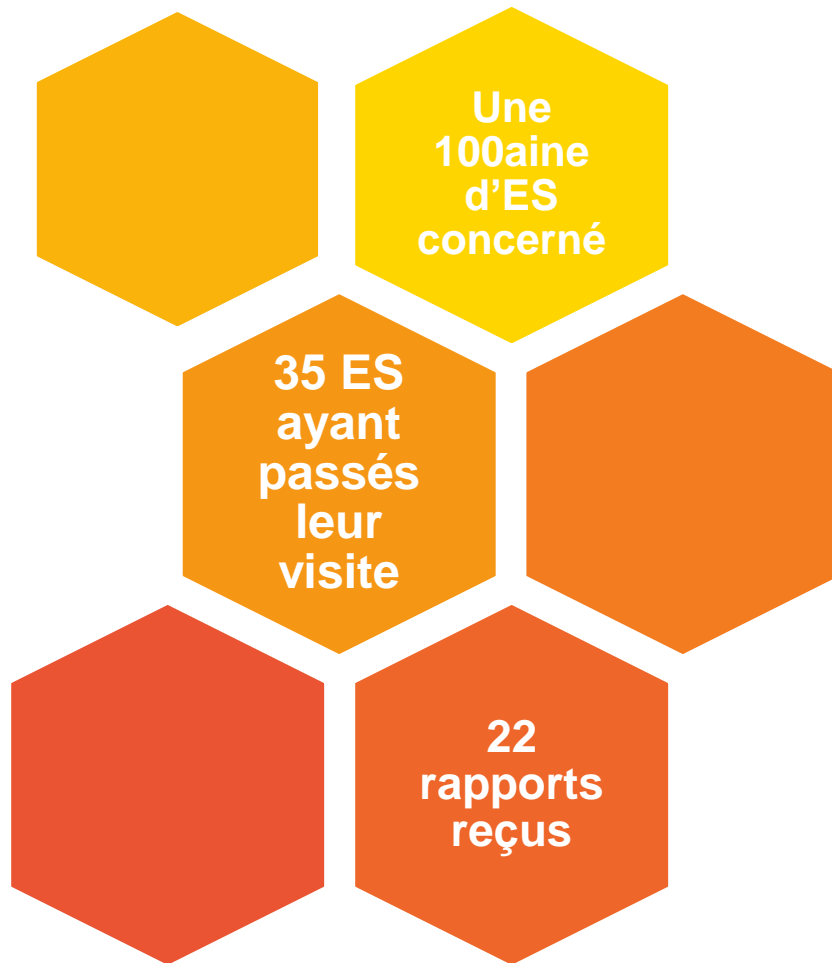 Une
100aine
d’ES
concerné
35 ES
ayant
passés
leur
visite
22
rapports
reçus